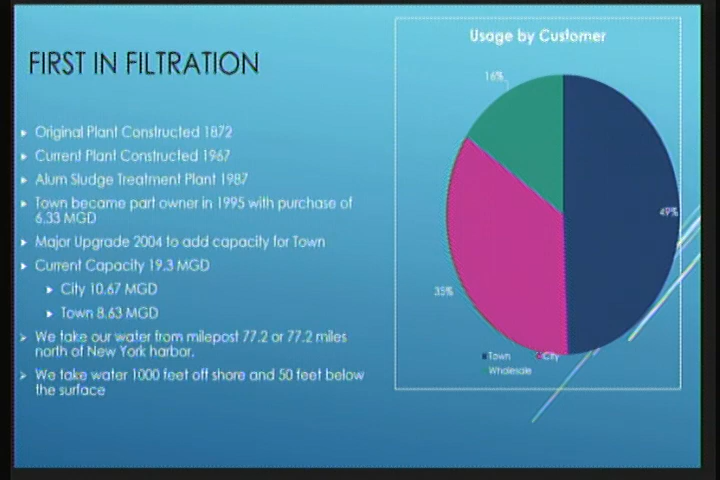 FIRST IN FILTRATION
Original Plant Constructed 1872
Current Plant Constructed 1967
Alum Sludge Treatment Plant 1987
Town became part owner in 1995 with purchase of
6.33 MGD
Major Upgrade 2004 to add capacity for Town
Current Capacity 19.3 MGD
City 10.67 MGD
Town 8.63 MGD
We take our water from milepost 77.2 or 77.2 miles
north of New York harbor.
We take water 1000 feet off shore and 50 feet below
the surface
Usage by Customer
16%
49%
35%
Town City
Wholesale